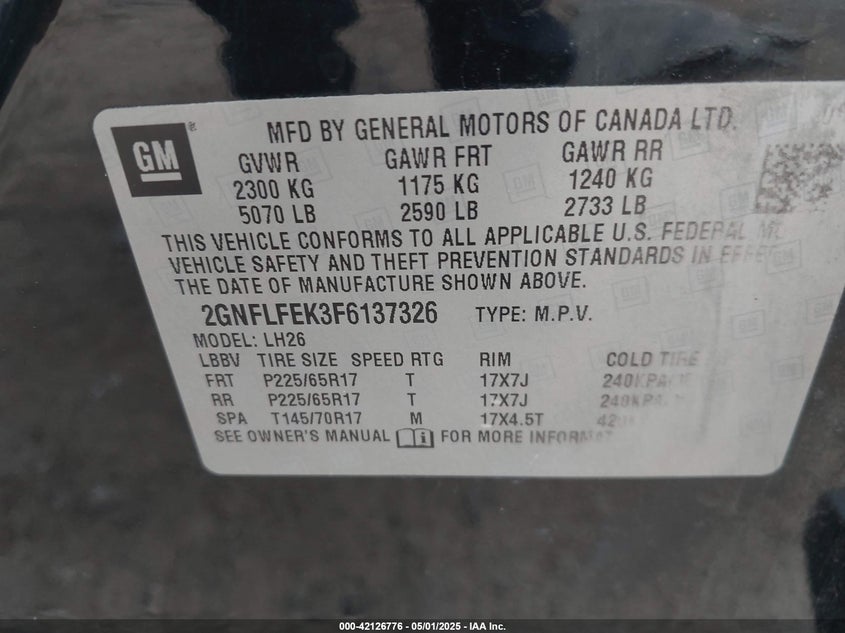 GM
MFD BY GENERAL MOTORS OF CANADA LTD.
GVWR GAWR FRT GAWR RR
2300 KG 1175 KG 1240 KG
5070 LB 2590 LB 2733 LB
THIS VEHICLE CONFORMS TO ALL APPLICABLE U.S. FEDERAL
VEHICLE SAFETY AND THEFT PREVENTION STANDARDS IN EFFECT
THE DATE OF MANUFACTURE SHOWN ABOVE.
2GNFLFEK3F6137326 TYPE: M.P.V.
MODEL: LH26
LBBV TIRE SIZE SPEED RTG RIM COLD TIRE
FRT P225/65R17 T 17X7J 240KPA
RR P225/65R17 T 17X7J 240KPA
SPA T145/70R17 M 17X4.5T
SEE OWNER'S MANUAL FOR MORE
000-42126776 - 05/01/2025 - IAA Inc.